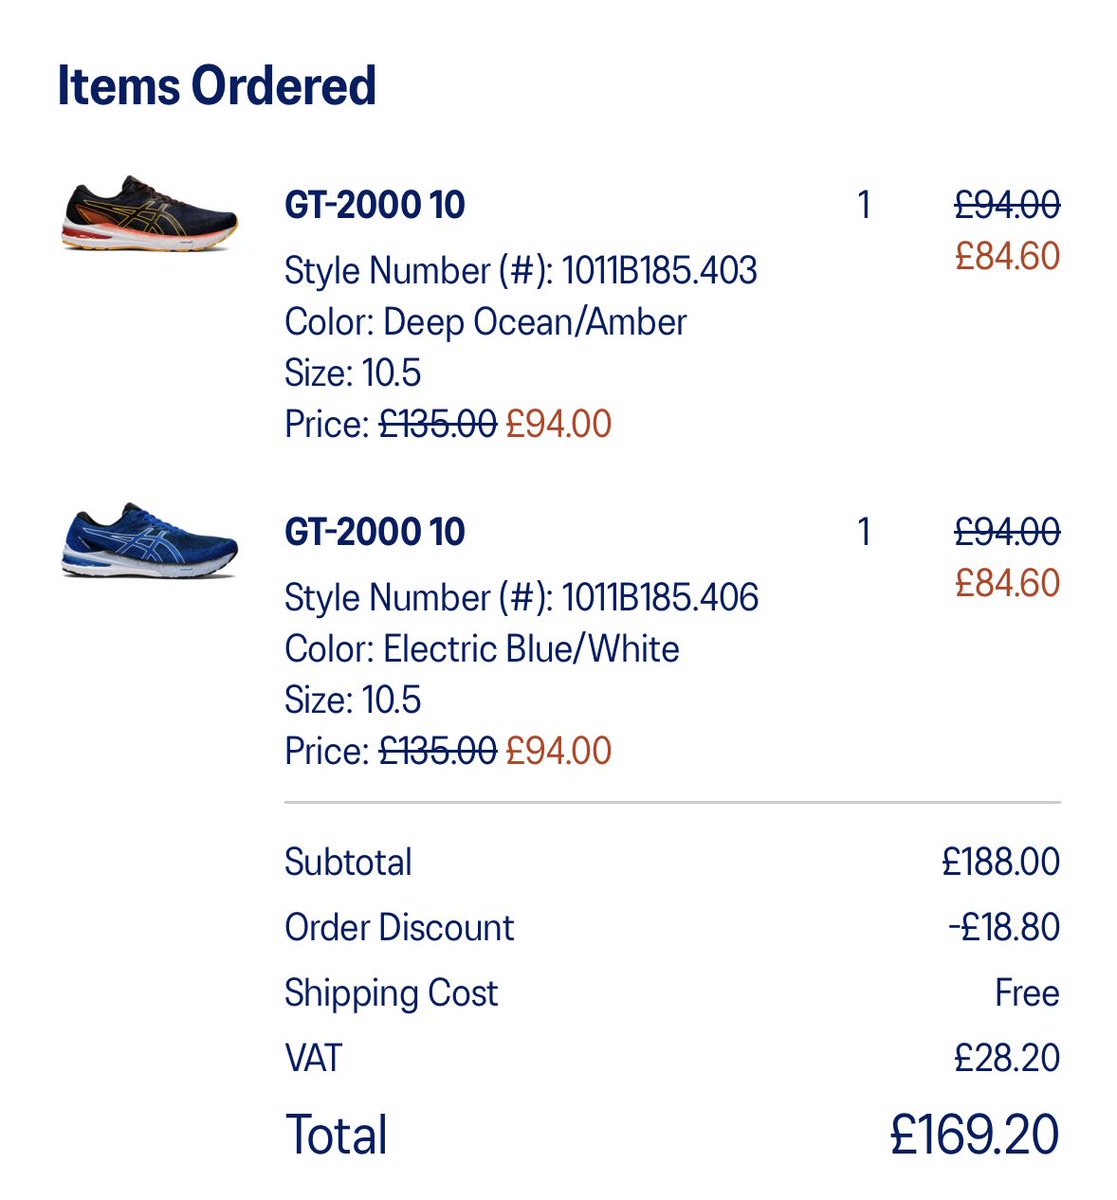 Items Ordered
GT-2000 10 1 £94.00
£84.60
Style Number (#): 1011B185.403
Color: Deep Ocean/Amber
Size: 10.5
Price: £135.00 £94.00
GT-2000 10 1 £94.00
£84.60
Style Number (#): 1011B185.406
Color: Electric Blue/White
Size: 10.5
Price: £135.00 £94.00
Subtotal £188.00
Order Discount -£18.80
Shipping Cost Free
VAT £28.20
Total £169.20